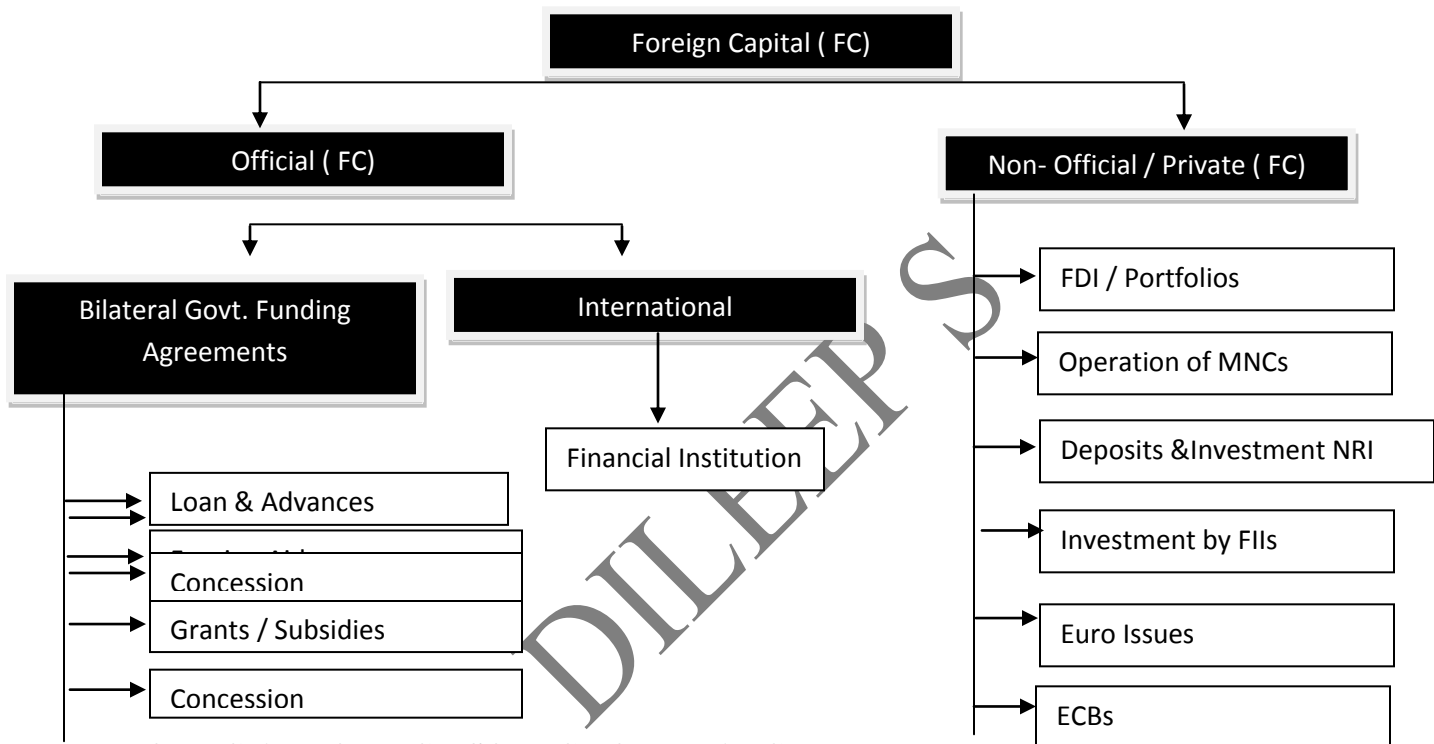 Foreign Capital ( FC)
Official ( FC)
Non- Official / Private ( FC)
Bilateral Govt. Funding
Agreements
International
Financial Institution
Loan & Advances
Concession
Grants / Subsidies
Concession
FDI / Portfolios
Operation of MNCs
Deposits &Investment NRI
Investment by FIIs
Euro Issues
ECBs
DILEEP S